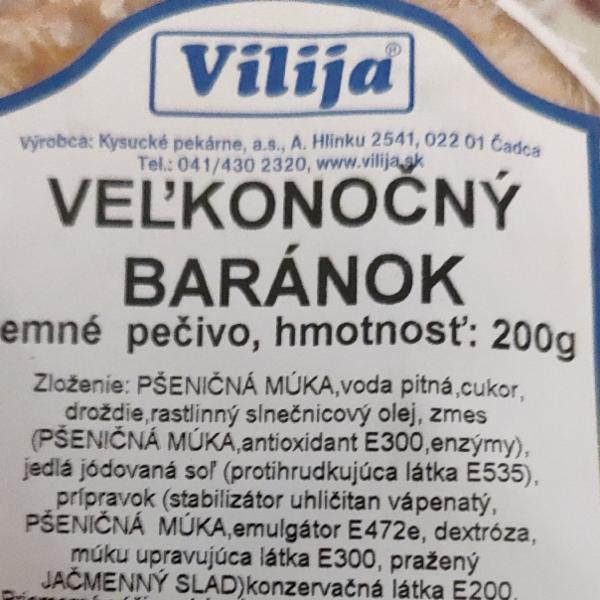 Vilija®
Výrobca: Kysucké pekárne, a.s., A. Hlinku 2541, 022 01 Čadca
Tel.: 041/430 2320, www.vilija.sk
VEĽKONOČNÝ
BARÁNOK
emné pečivo, hmotnosť: 200g
Zloženie: PŠENIČNÁ MÚKA,voda pitná,cukor,
droždie,rastlinný slnečnicový olej, zmes
(PŠENIČNÁ MÚKA,antioxidant E300,enzýmy),
jedlá jódovaná soľ (protihrudkujúca látka E535),
prípravok (stabilizátor uhličitan vápenatý,
PŠENIČNÁ MÚKA,emulgátor E472e, dextróza,
múku upravujúca látka E300, pražený
JAČMENNÝ SLAD)konzervačná látka E200.